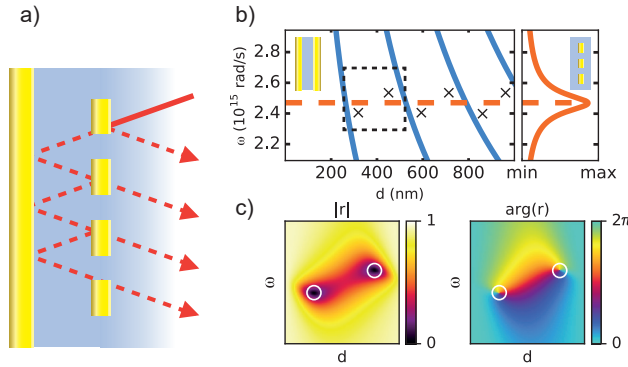 a)
b)
ω (10¹⁵ rad/s)
2.8
2.6
2.4
2.2
200 400 600 800 min max
d (nm)
c)
|r|
1
0
ω
d
arg(r)
2π
0
ω
d